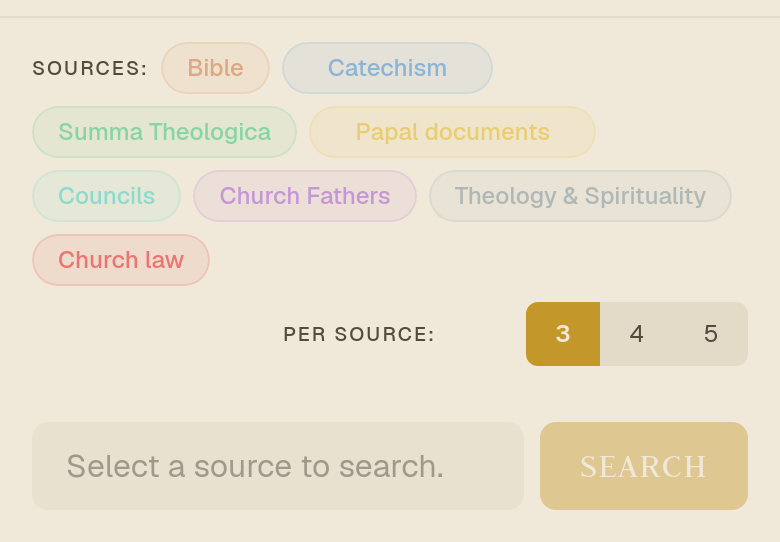 SOURCES: Bible Catechism
Summa Theologica Papal documents
Councils Church Fathers Theology & Spirituality
Church law
PER SOURCE: 3 4 5
Select a source to search. SEARCH